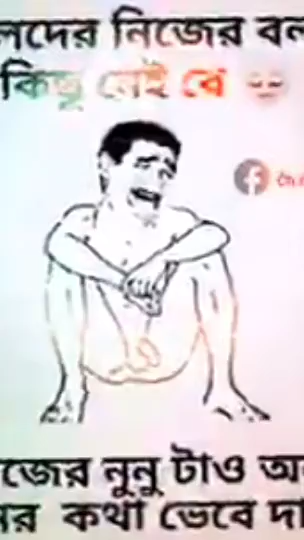 লদের নিজের বল
কিছু নেই রে
জের নুনু টাও অ
র কথা ভেবে দা